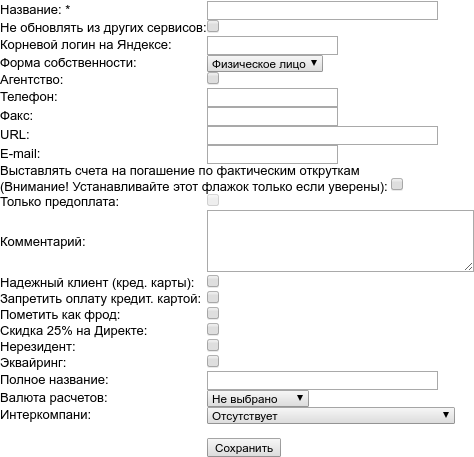 Название: *
Не обновлять из других сервисов:
Корневой логин на Яндексе:
Форма собственности: Физическое лицо
Агентство:
Телефон:
Факс:
URL:
E-mail:
Выставлять счета на погашение по фактическим откруткам
(Внимание! Устанавливайте этот флажок только если уверены):
Только предоплата:
Комментарий:
Надежный клиент (кред. карты):
Запретить оплату кредит. картой:
Пометить как фрод:
Скидка 25% на Директе:
Нерезидент:
Эквайринг:
Полное название:
Валюта расчетов: Не выбрано
Интеркомпани: Отсутствует
Сохранить